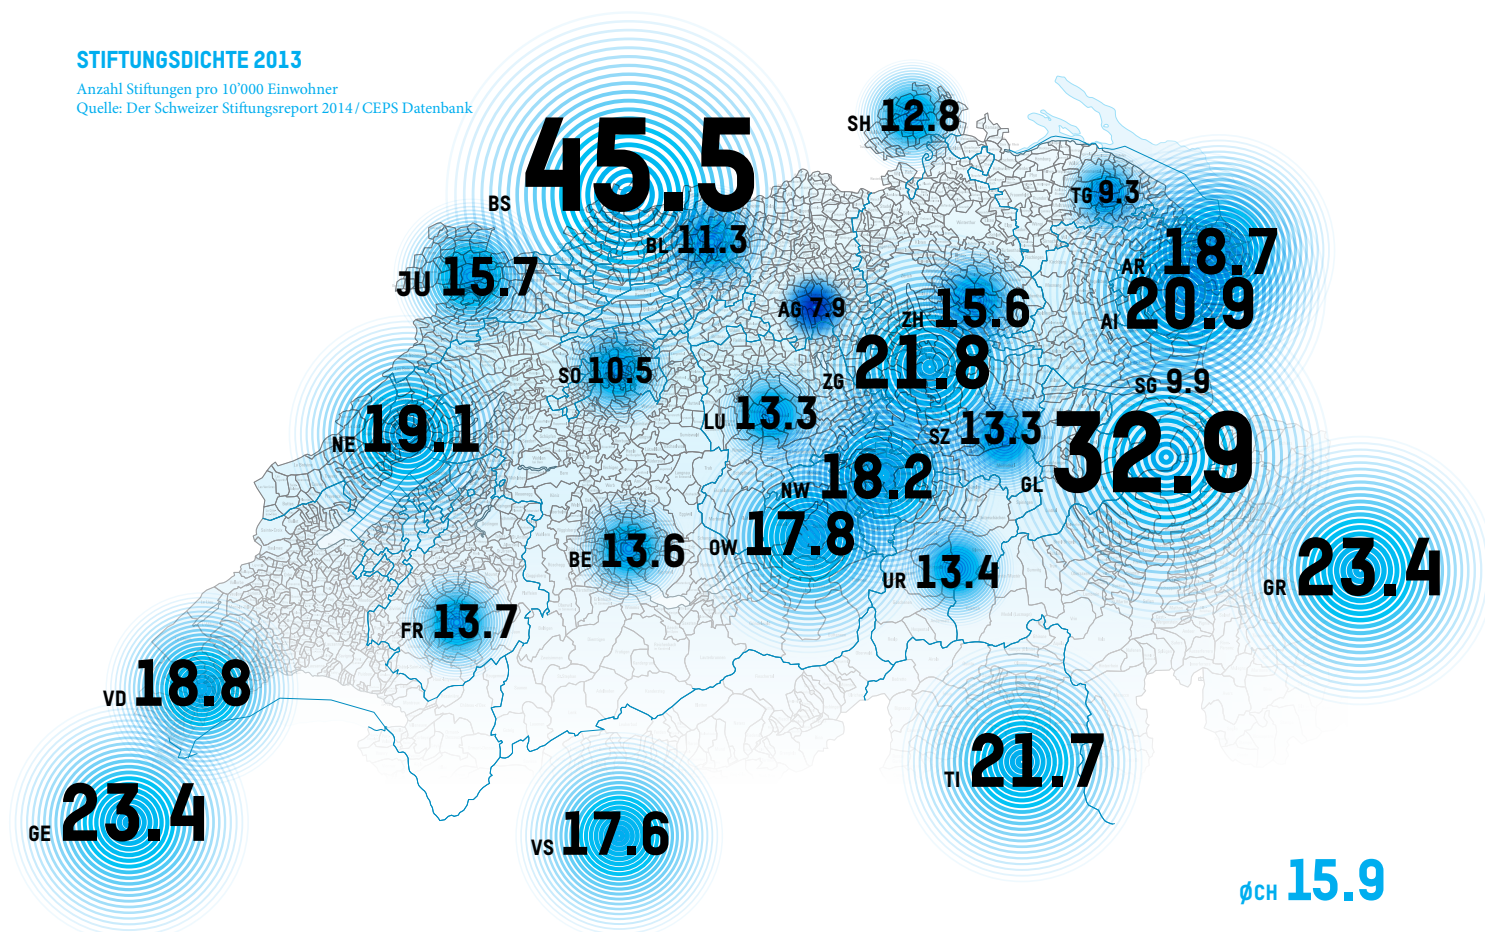 STIFTUNGSDICHTE 2013
Anzahl Stiftungen pro 10’000 Einwohner
Quelle: Der Schweizer Stiftungsreport 2014 / CEPS Datenbank
SH 12.8
BS 45.5
TG 9.3
BL 11.3
JU 15.7
AR 18.7
AI 20.9
AG 7.9
ZH 15.6
ZG 21.8
SO 10.5
SG 9.9
LU 13.3
SZ 13.3
NE 19.1
GL 32.9
NW 18.2
OW 17.8
BE 13.6
UR 13.4
GR 23.4
FR 13.7
VD 18.8
TI 21.7
GE 23.4
VS 17.6
ØCH 15.9